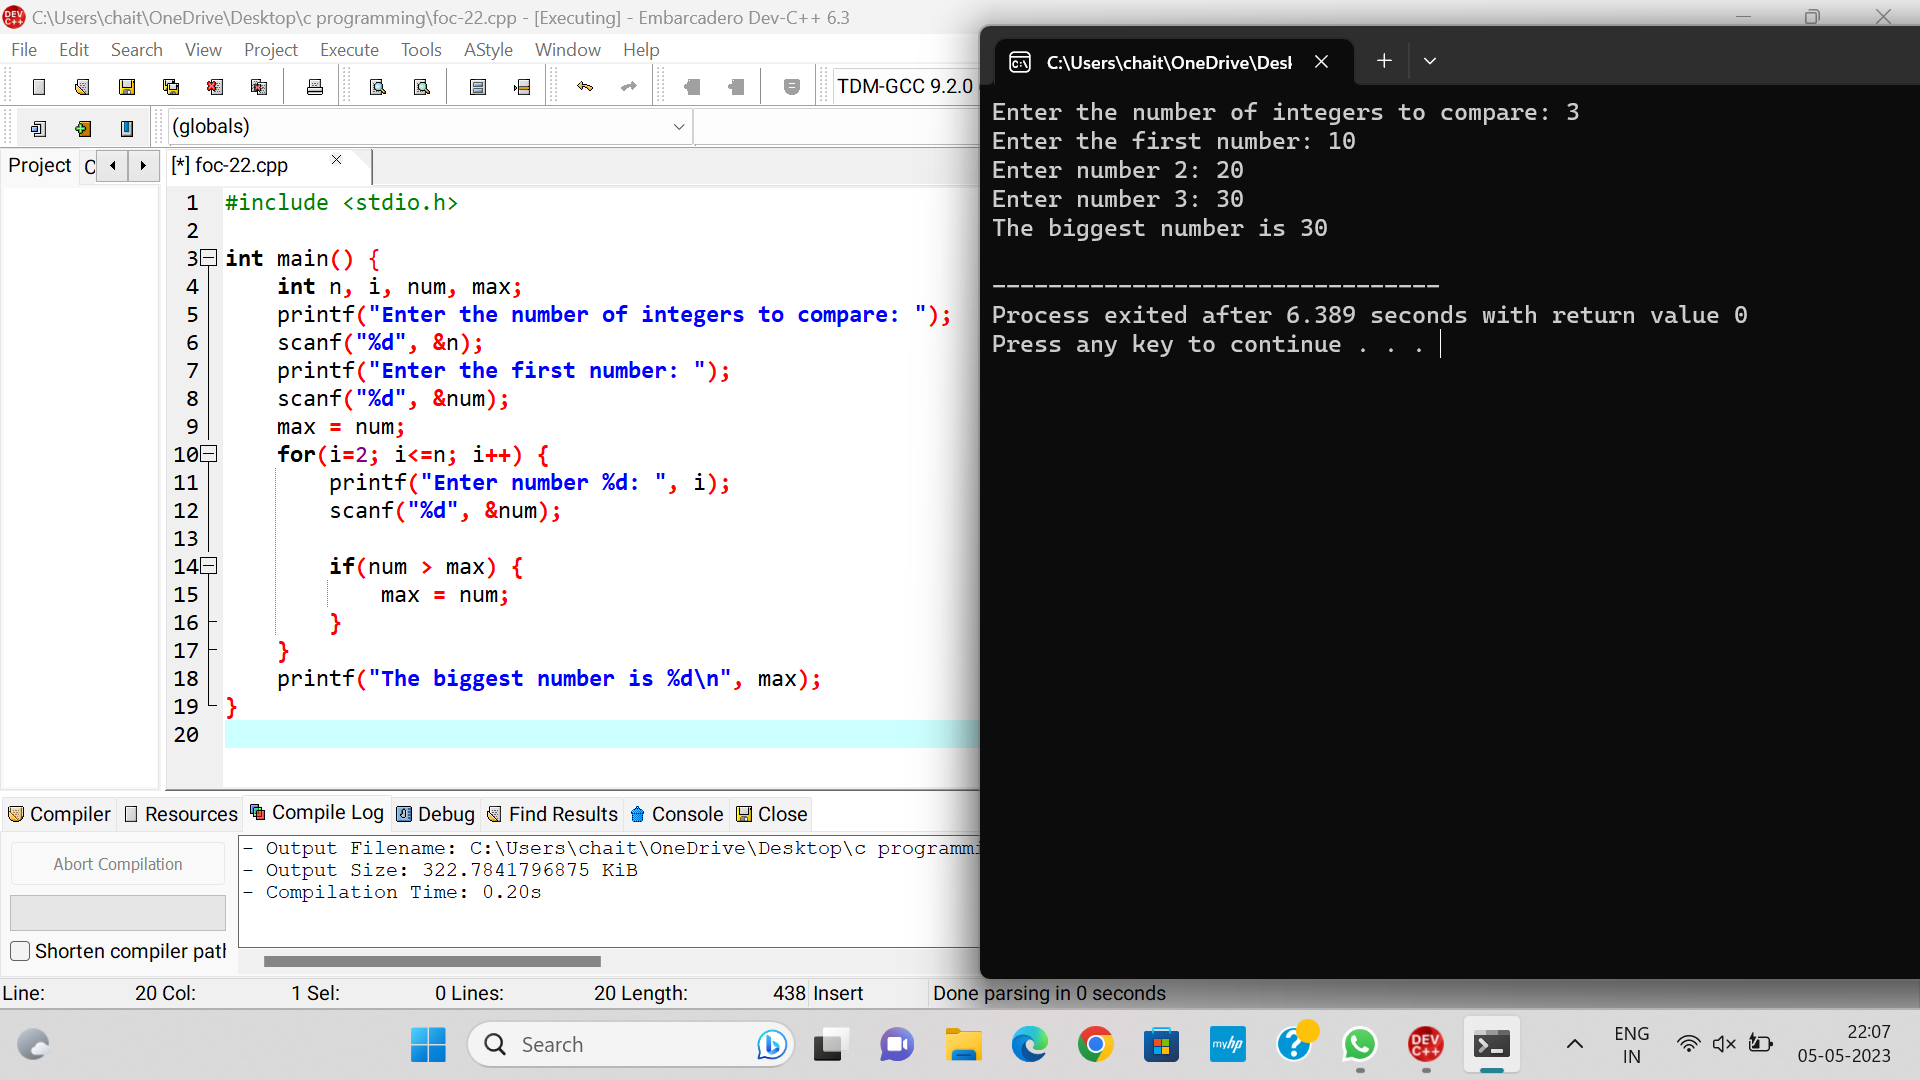 C:\Users\chait\OneDrive\Desktop\c programming\foc-22.cpp - [Executing] - Embarcadero Dev-C++ 6.3
File Edit Search View Project Execute Tools AStyle Window Help
TDM-GCC 9.2.0
(globals)
Project
[*] foc-22.cpp
1 #include <stdio.h>
2
3 int main() {
4 int n, i, num, max;
5 printf("Enter the number of integers to compare: ");
6 scanf("%d", &n);
7 printf("Enter the first number: ");
8 scanf("%d", &num);
9 max = num;
10 for(i=2; i<=n; i++) {
11 printf("Enter number %d: ", i);
12 scanf("%d", &num);
13
14 if(num > max) {
15 max = num;
16 }
17 }
18 printf("The biggest number is %d\n", max);
19 }
20
C:\Users\chait\OneDrive\Desl
Enter the number of integers to compare: 3
Enter the first number: 10
Enter number 2: 20
Enter number 3: 30
The biggest number is 30
--------------------------------
Process exited after 6.389 seconds with return value 0
Press any key to continue . . .
Compiler Resources Compile Log Debug Find Results Console Close
Abort Compilation
Shorten compiler path
- Output Filename: C:\Users\chait\OneDrive\Desktop\c programmi
- Output Size: 322.7841796875 KiB
- Compilation Time: 0.20s
Line: 20 Col: 1 Sel: 0 Lines: 20 Length: 438 Insert Done parsing in 0 seconds
Search
myhp
DEV C++
ENG
IN
22:07
05-05-2023